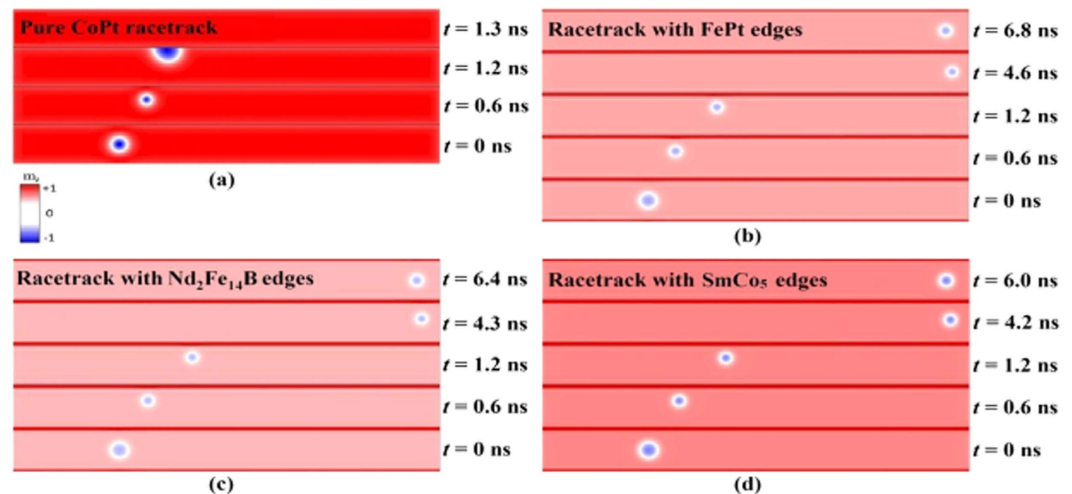 Pure CoPt racetrack
t = 1.3 ns
t = 1.2 ns
t = 0.6 ns
t = 0 ns
(a)
m₂
+1
0
-1
Racetrack with FePt edges
t = 6.8 ns
t = 4.6 ns
t = 1.2 ns
t = 0.6 ns
t = 0 ns
(b)
Racetrack with Nd₂Fe₁₄B edges
t = 6.4 ns
t = 4.3 ns
t = 1.2 ns
t = 0.6 ns
t = 0 ns
(c)
Racetrack with SmCo₅ edges
t = 6.0 ns
t = 4.2 ns
t = 1.2 ns
t = 0.6 ns
t = 0 ns
(d)